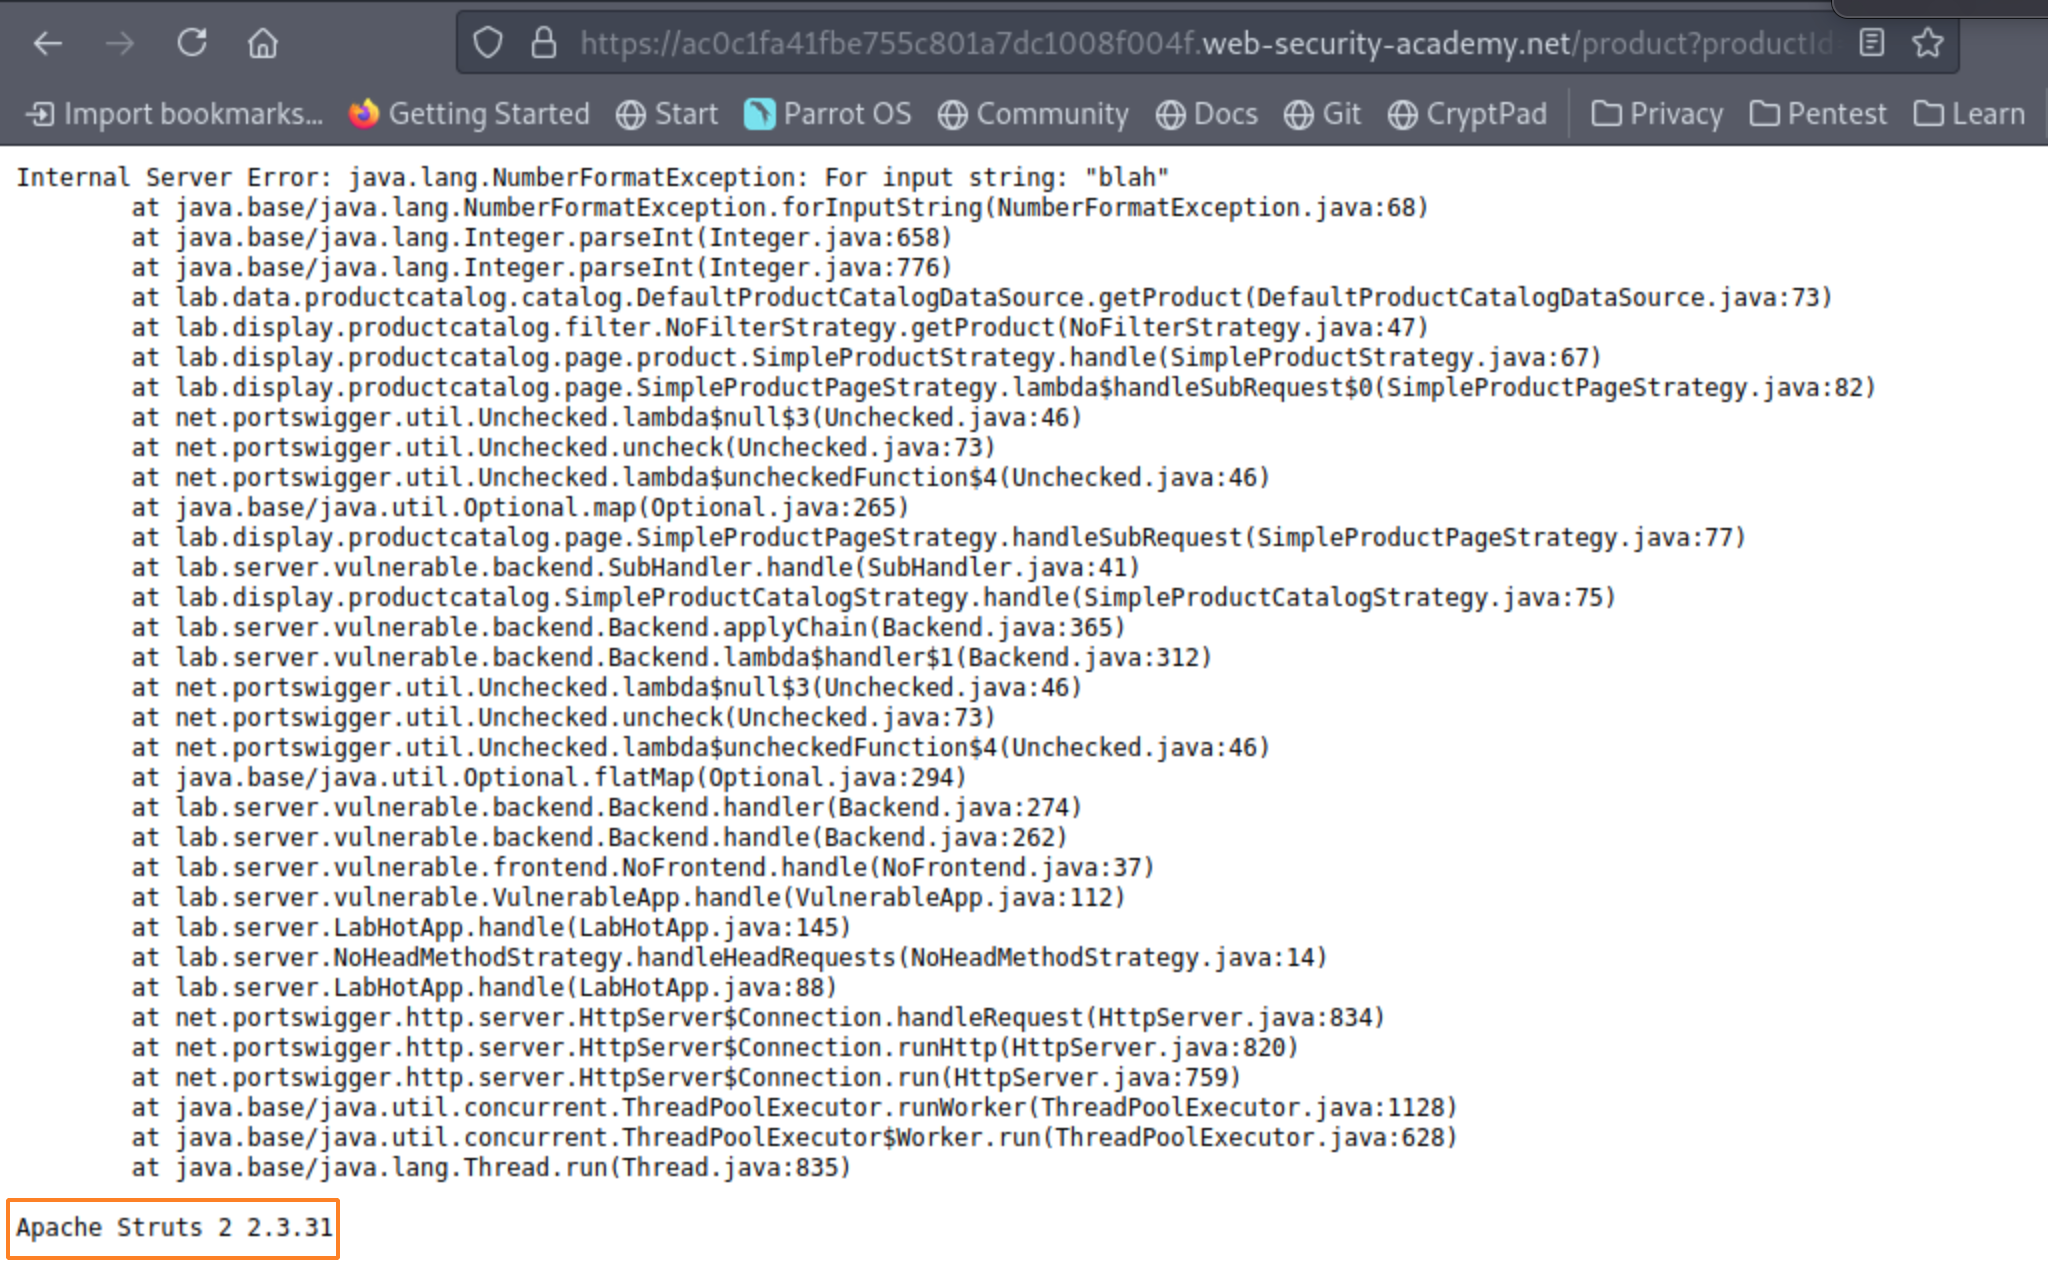 https://ac0c1fa41fbe755c801a7dc1008f004f.web-security-academy.net/product?productId
Import bookmarks... Getting Started Start Parrot OS Community Docs Git CryptPad Privacy Pentest Learn
Internal Server Error: java.lang.NumberFormatException: For input string: "blah"
at java.base/java.lang.NumberFormatException.forInputString(NumberFormatException.java:68)
at java.base/java.lang.Integer.parseInt(Integer.java:658)
at java.base/java.lang.Integer.parseInt(Integer.java:776)
at lab.data.productcatalog.catalog.DefaultProductCatalogDataSource.getProduct(DefaultProductCatalogDataSource.java:73)
at lab.display.productcatalog.filter.NoFilterStrategy.getProduct(NoFilterStrategy.java:47)
at lab.display.productcatalog.page.product.SimpleProductStrategy.handle(SimpleProductStrategy.java:67)
at lab.display.productcatalog.page.SimpleProductPageStrategy.lambda$handleSubRequest$0(SimpleProductPageStrategy.java:82)
at net.portswigger.util.Unchecked.lambda$null$3(Unchecked.java:46)
at net.portswigger.util.Unchecked.uncheck(Unchecked.java:73)
at net.portswigger.util.Unchecked.lambda$uncheckedFunction$4(Unchecked.java:46)
at java.base/java.util.Optional.map(Optional.java:265)
at lab.display.productcatalog.page.SimpleProductPageStrategy.handleSubRequest(SimpleProductPageStrategy.java:77)
at lab.server.vulnerable.backend.SubHandler.handle(SubHandler.java:41)
at lab.display.productcatalog.SimpleProductCatalogStrategy.handle(SimpleProductCatalogStrategy.java:75)
at lab.server.vulnerable.backend.Backend.applyChain(Backend.java:365)
at lab.server.vulnerable.backend.Backend.lambda$handler$1(Backend.java:312)
at net.portswigger.util.Unchecked.lambda$null$3(Unchecked.java:46)
at net.portswigger.util.Unchecked.uncheck(Unchecked.java:73)
at net.portswigger.util.Unchecked.lambda$uncheckedFunction$4(Unchecked.java:46)
at java.base/java.util.Optional.flatMap(Optional.java:294)
at lab.server.vulnerable.backend.Backend.handler(Backend.java:274)
at lab.server.vulnerable.backend.Backend.handle(Backend.java:262)
at lab.server.vulnerable.frontend.NoFrontend.handle(NoFrontend.java:37)
at lab.server.vulnerable.VulnerableApp.handle(VulnerableApp.java:112)
at lab.server.LabHotApp.handle(LabHotApp.java:145)
at lab.server.NoHeadMethodStrategy.handleHeadRequests(NoHeadMethodStrategy.java:14)
at lab.server.LabHotApp.handle(LabHotApp.java:88)
at net.portswigger.http.server.HttpServer$Connection.handleRequest(HttpServer.java:834)
at net.portswigger.http.server.HttpServer$Connection.runHttp(HttpServer.java:820)
at net.portswigger.http.server.HttpServer$Connection.run(HttpServer.java:759)
at java.base/java.util.concurrent.ThreadPoolExecutor.runWorker(ThreadPoolExecutor.java:1128)
at java.base/java.util.concurrent.ThreadPoolExecutor$Worker.run(ThreadPoolExecutor.java:628)
at java.base/java.lang.Thread.run(Thread.java:835)
Apache Struts 2 2.3.31